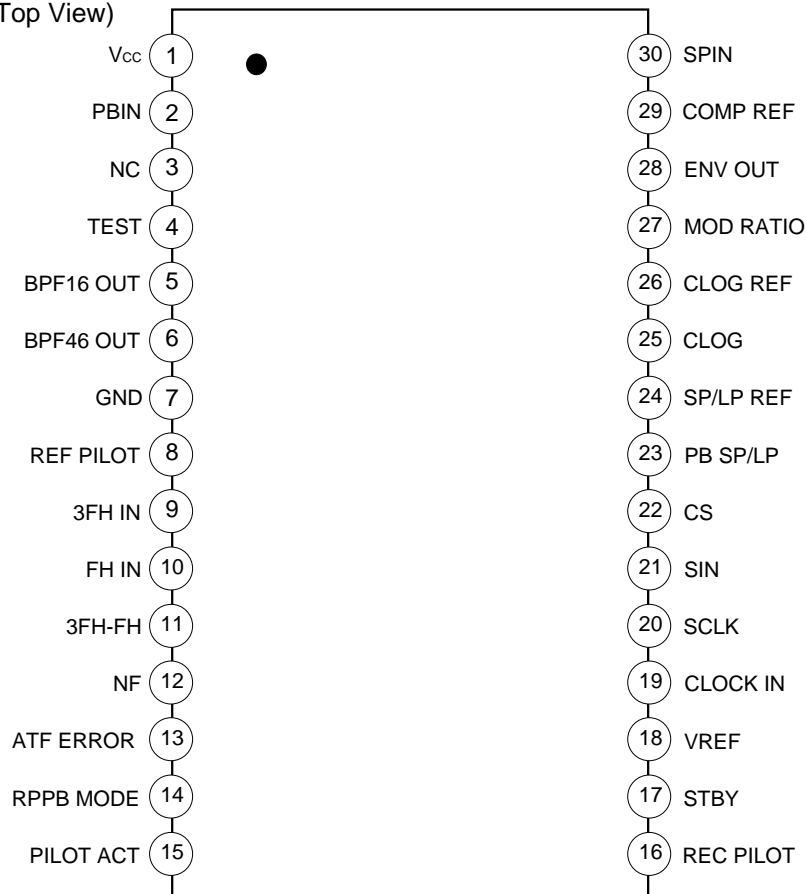 Top View)
Vcc 1 30 SPIN
PBIN 2 29 COMP REF
NC 3 28 ENV OUT
TEST 4 27 MOD RATIO
BPF16 OUT 5 26 CLOG REF
BPF46 OUT 6 25 CLOG
GND 7 24 SP/LP REF
REF PILOT 8 23 PB SP/LP
3FH IN 9 22 CS
FH IN 10 21 SIN
3FH-FH 11 20 SCLK
NF 12 19 CLOCK IN
ATF ERROR 13 18 VREF
RPPB MODE 14 17 STBY
PILOT ACT 15 16 REC PILOT